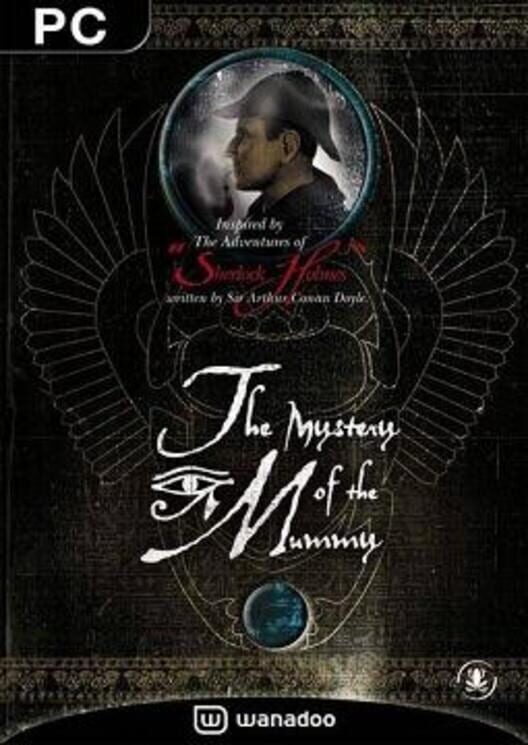 PC
Inspired by
The Adventures of
"Sherlock Holmes"
written by Sir Arthur Conan Doyle.
The Mystery
of the
Mummy
wanadoo